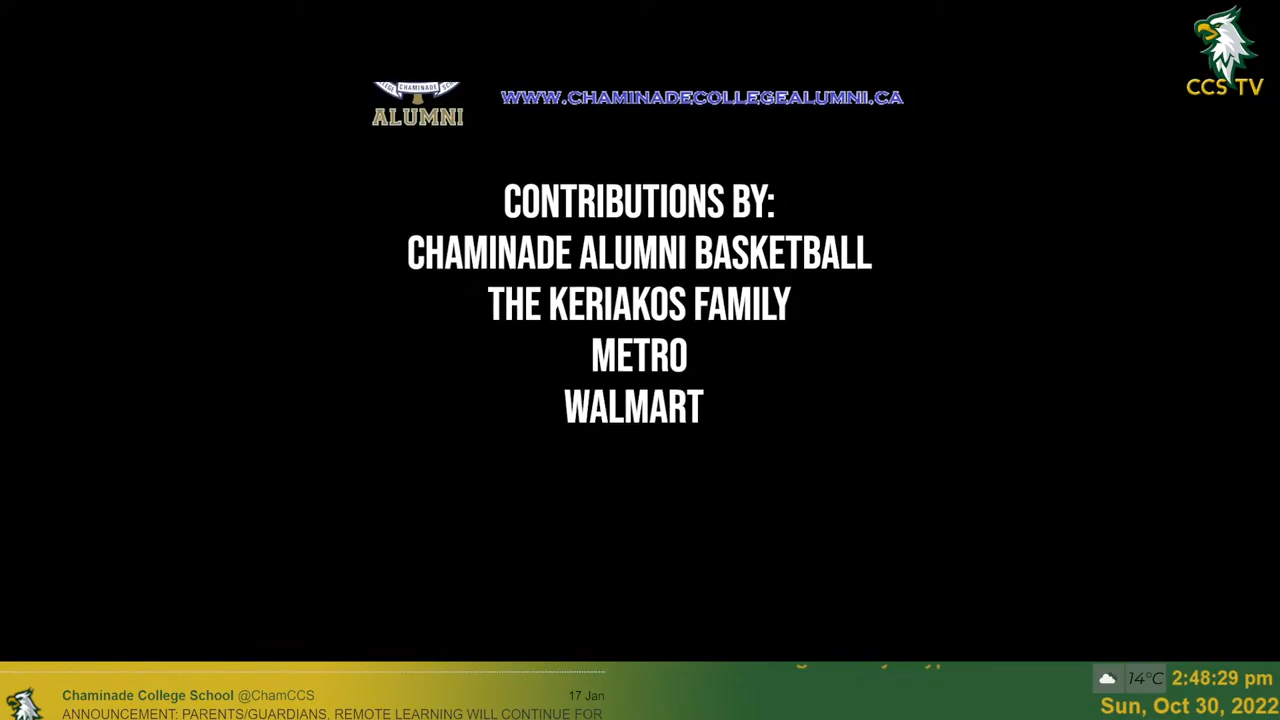 CCS TV
CHAMINADE
ALUMNI
WWW.CHAMINADECOLLEGEALUMNI.CA
CONTRIBUTIONS BY:
CHAMINADE ALUMNI BASKETBALL
THE KERIAKOS FAMILY
METRO
WALMART
Chaminade College School @ChamCCS 17 Jan
ANNOUNCEMENT: PARENTS/GUARDIANS, REMOTE LEARNING WILL CONTINUE FOR
14°C 2:48:29 pm
Sun, Oct 30, 2022